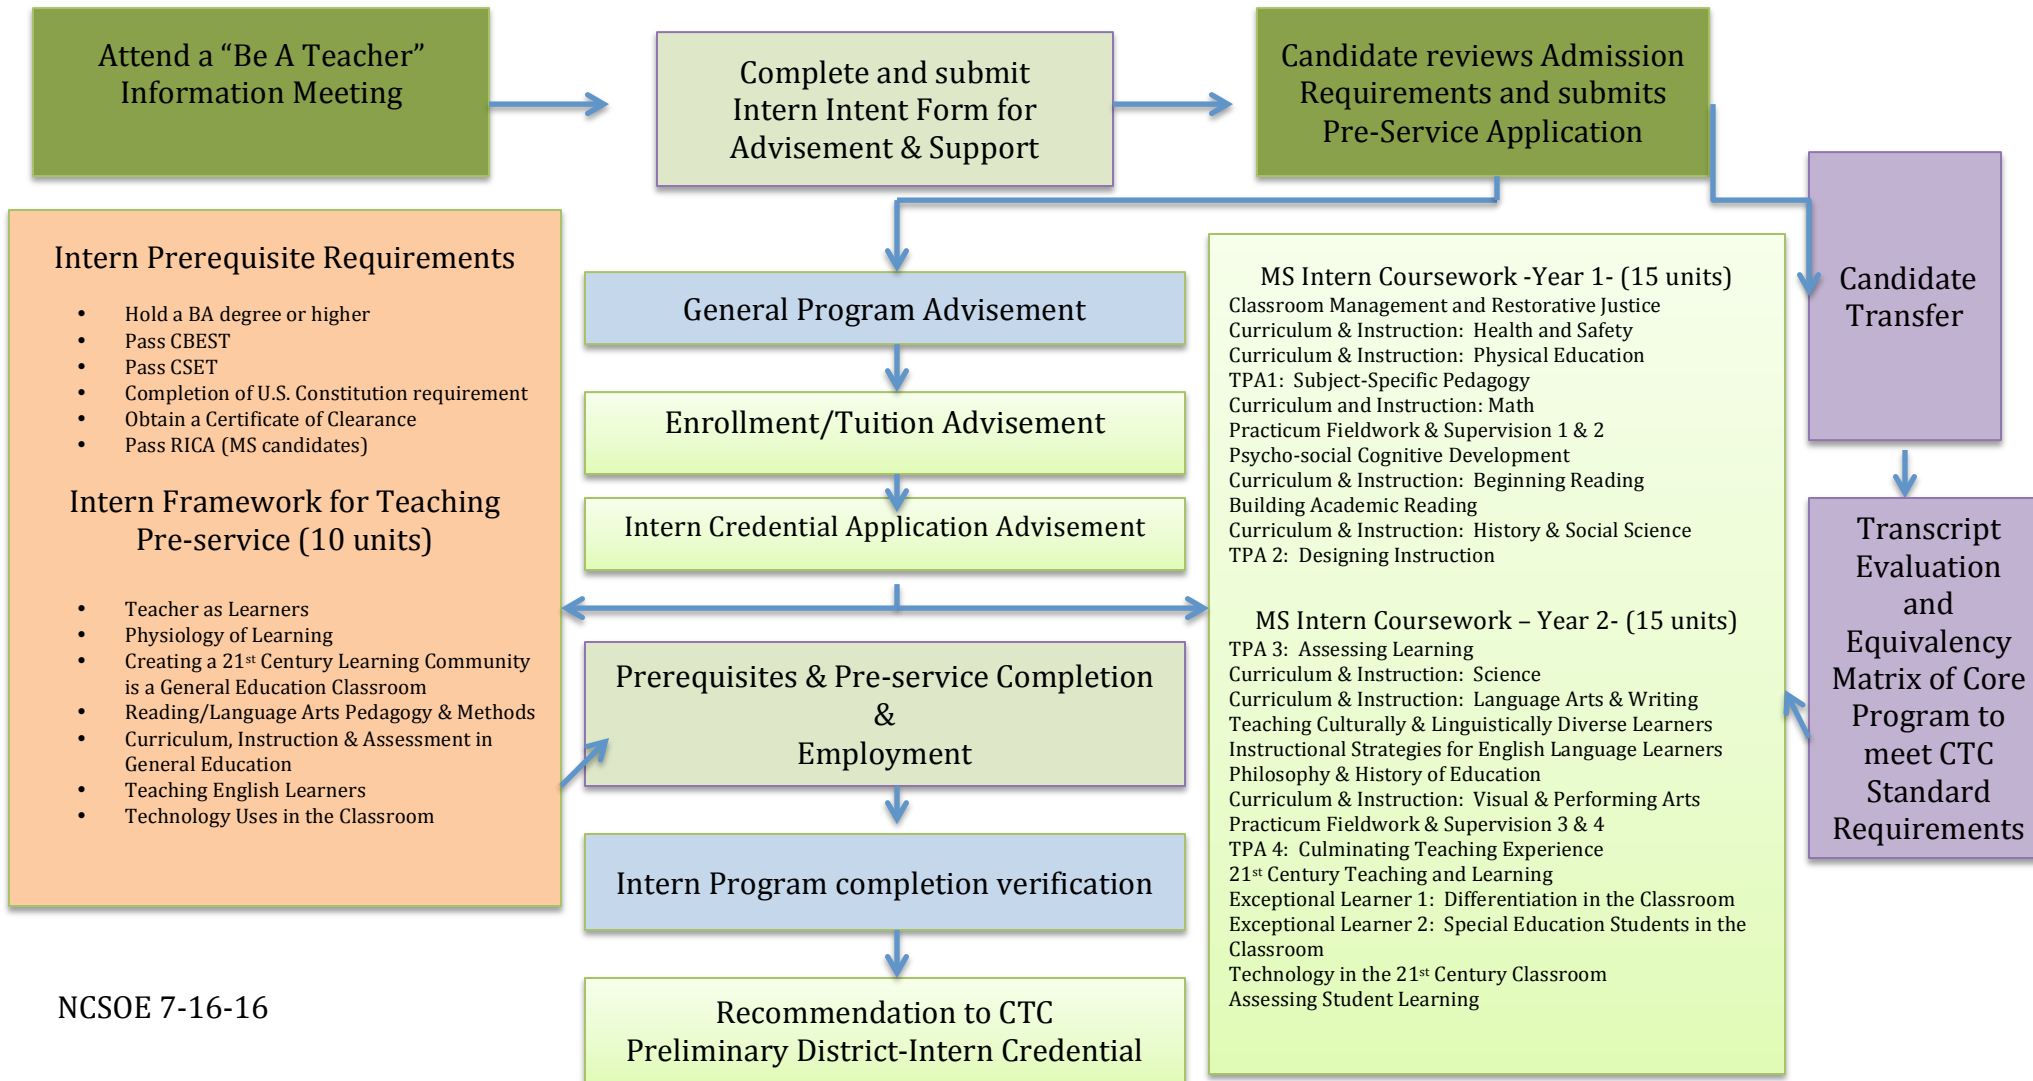 Attend a “Be A Teacher”
Information Meeting
Complete and submit
Intern Intent Form for
Advisement & Support
Candidate reviews Admission
Requirements and submits
Pre-Service Application
Candidate
Transfer
Transcript
Evaluation
and
Equivalency
Matrix of Core
Program to
meet CTC
Standard
Requirements
Intern Prerequisite Requirements
• Hold a BA degree or higher
• Pass CBEST
• Pass CSET
• Completion of U.S. Constitution requirement
• Obtain a Certificate of Clearance
• Pass RICA (MS candidates)
Intern Framework for Teaching
Pre-service (10 units)
• Teacher as Learners
• Physiology of Learning
• Creating a 21st Century Learning Community
is a General Education Classroom
• Reading/Language Arts Pedagogy & Methods
• Curriculum, Instruction & Assessment in
General Education
• Teaching English Learners
• Technology Uses in the Classroom
General Program Advisement
Enrollment/Tuition Advisement
Intern Credential Application Advisement
Prerequisites & Pre-service Completion
&
Employment
Intern Program completion verification
Recommendation to CTC
Preliminary District-Intern Credential
MS Intern Coursework -Year 1- (15 units)
Classroom Management and Restorative Justice
Curriculum & Instruction: Health and Safety
Curriculum & Instruction: Physical Education
TPA1: Subject-Specific Pedagogy
Curriculum and Instruction: Math
Practicum Fieldwork & Supervision 1 & 2
Psycho-social Cognitive Development
Curriculum & Instruction: Beginning Reading
Building Academic Reading
Curriculum & Instruction: History & Social Science
TPA 2: Designing Instruction
MS Intern Coursework – Year 2- (15 units)
TPA 3: Assessing Learning
Curriculum & Instruction: Science
Curriculum & Instruction: Language Arts & Writing
Teaching Culturally & Linguistically Diverse Learners
Instructional Strategies for English Language Learners
Philosophy & History of Education
Curriculum & Instruction: Visual & Performing Arts
Practicum Fieldwork & Supervision 3 & 4
TPA 4: Culminating Teaching Experience
21st Century Teaching and Learning
Exceptional Learner 1: Differentiation in the Classroom
Exceptional Learner 2: Special Education Students in the
Classroom
Technology in the 21st Century Classroom
Assessing Student Learning
NCSOE 7-16-16